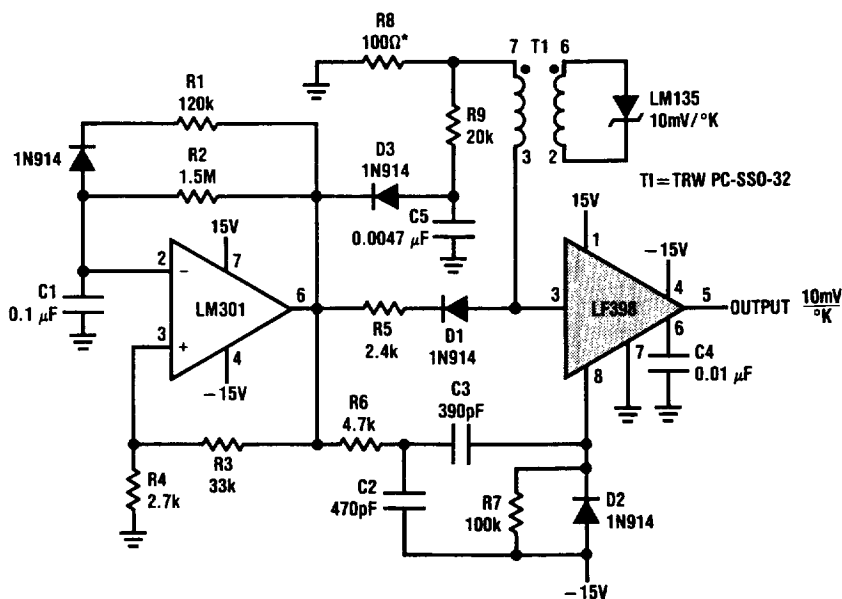 R8
100Ω*
7 T1 6
R1
120k
R9
20k
LM135
10mV/°K
1N914
R2
1.5M
D3
1N914
3 2
T1=TRW PC-SSO-32
C5
0.0047 µF
15V
15V
7
1
-15V
2
−
4
C1
0.1 µF
LM301
6
3
LF398
5
OUTPUT 10mV/°K
3
+
R5
2.4k
D1
1N914
6
7
C4
0.01 µF
4
-15V
8
C3
390pF
R6
4.7k
R3
33k
R4
2.7k
C2
470pF
R7
100k
D2
1N914
-15V